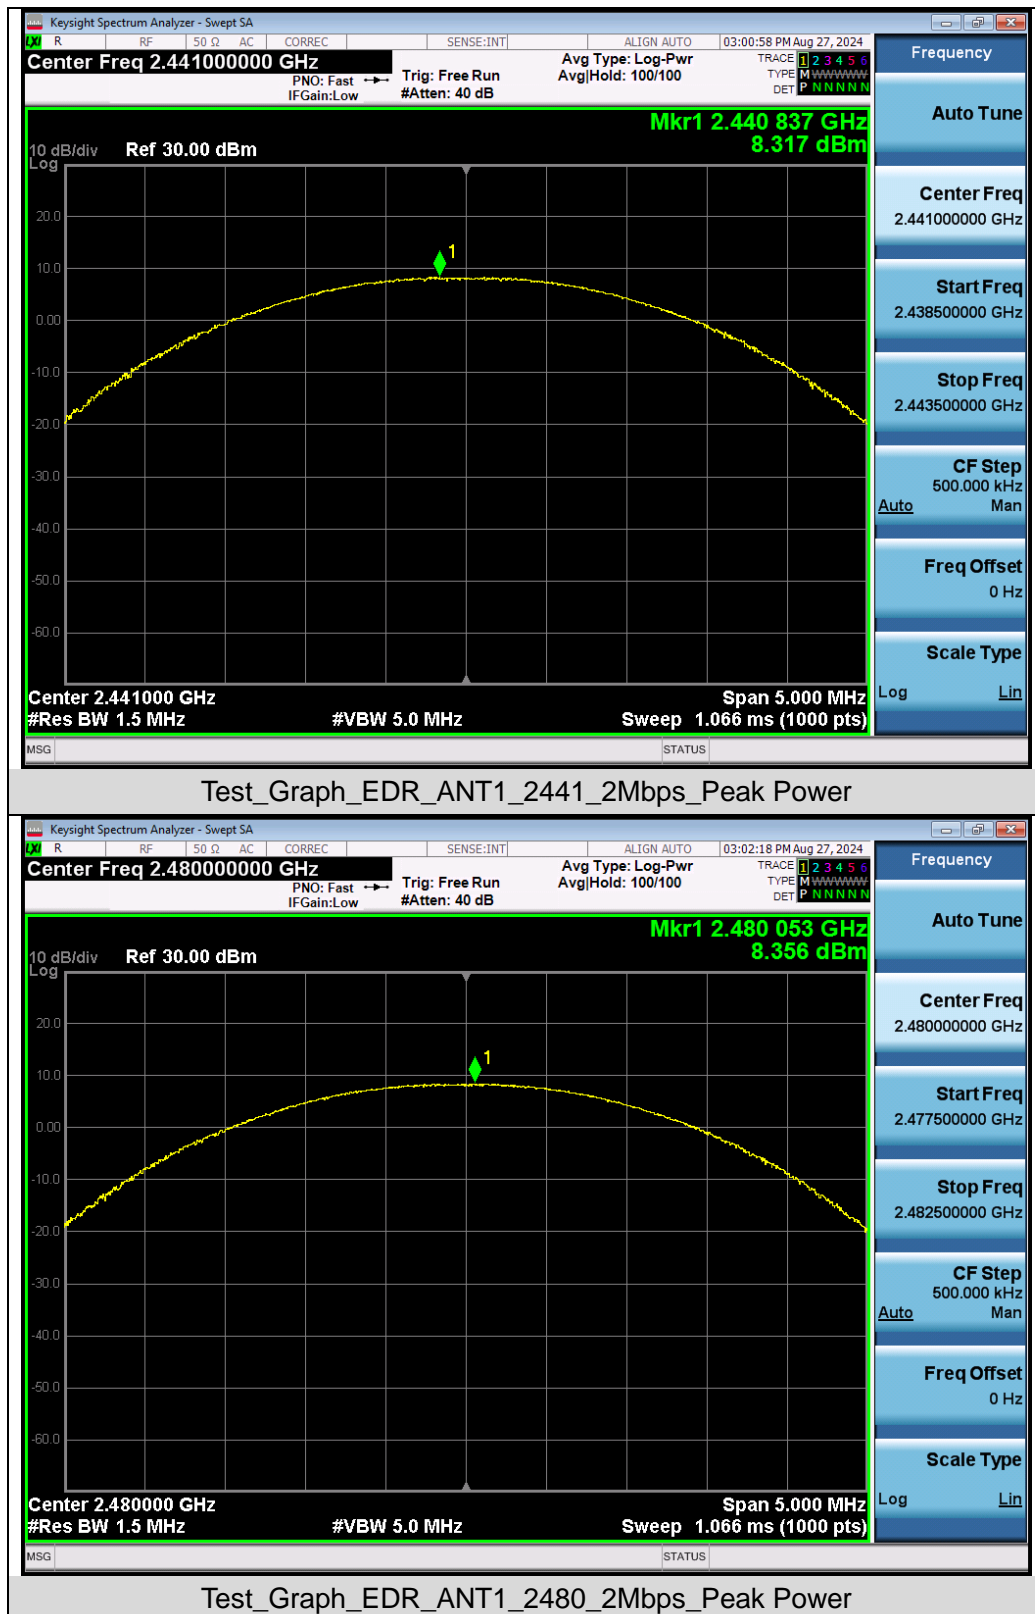 Keysight Spectrum Analyzer - Swept SA
LXI R RF 50 Ω AC CORREC SENSE:INT ALIGN AUTO 03:00:58 PM Aug 27, 2024
Center Freq 2.441000000 GHz
PNO: Fast
IFGain:Low
Trig: Free Run
#Atten: 40 dB
Avg Type: Log-Pwr
Avg|Hold: 100/100
TRACE 1 2 3 4 5 6
TYPE M WWWWW
DET P N N N N N
Mkr1 2.440 837 GHz
8.317 dBm
10 dB/div Ref 30.00 dBm
Log
20.0
1
10.0
0.00
-10.0
-20.0
-30.0
-40.0
-50.0
-60.0
Center 2.441000 GHz Span 5.000 MHz
#Res BW 1.5 MHz #VBW 5.0 MHz Sweep 1.066 ms (1000 pts)
MSG STATUS
Frequency
Auto Tune
Center Freq
2.441000000 GHz
Start Freq
2.438500000 GHz
Stop Freq
2.443500000 GHz
CF Step
500.000 kHz
Auto Man
Freq Offset
0 Hz
Scale Type
Log Lin
Test_Graph_EDR_ANT1_2441_2Mbps_Peak Power
Keysight Spectrum Analyzer - Swept SA
LXI R RF 50 Ω AC CORREC SENSE:INT ALIGN AUTO 03:02:18 PM Aug 27, 2024
Center Freq 2.480000000 GHz
PNO: Fast
IFGain:Low
Trig: Free Run
#Atten: 40 dB
Avg Type: Log-Pwr
Avg|Hold: 100/100
TRACE 1 2 3 4 5 6
TYPE M WWWWW
DET P N N N N N
Mkr1 2.480 053 GHz
8.356 dBm
10 dB/div Ref 30.00 dBm
Log
20.0
1
10.0
0.00
-10.0
-20.0
-30.0
-40.0
-50.0
-60.0
Center 2.480000 GHz Span 5.000 MHz
#Res BW 1.5 MHz #VBW 5.0 MHz Sweep 1.066 ms (1000 pts)
MSG STATUS
Frequency
Auto Tune
Center Freq
2.480000000 GHz
Start Freq
2.477500000 GHz
Stop Freq
2.482500000 GHz
CF Step
500.000 kHz
Auto Man
Freq Offset
0 Hz
Scale Type
Log Lin
Test_Graph_EDR_ANT1_2480_2Mbps_Peak Power